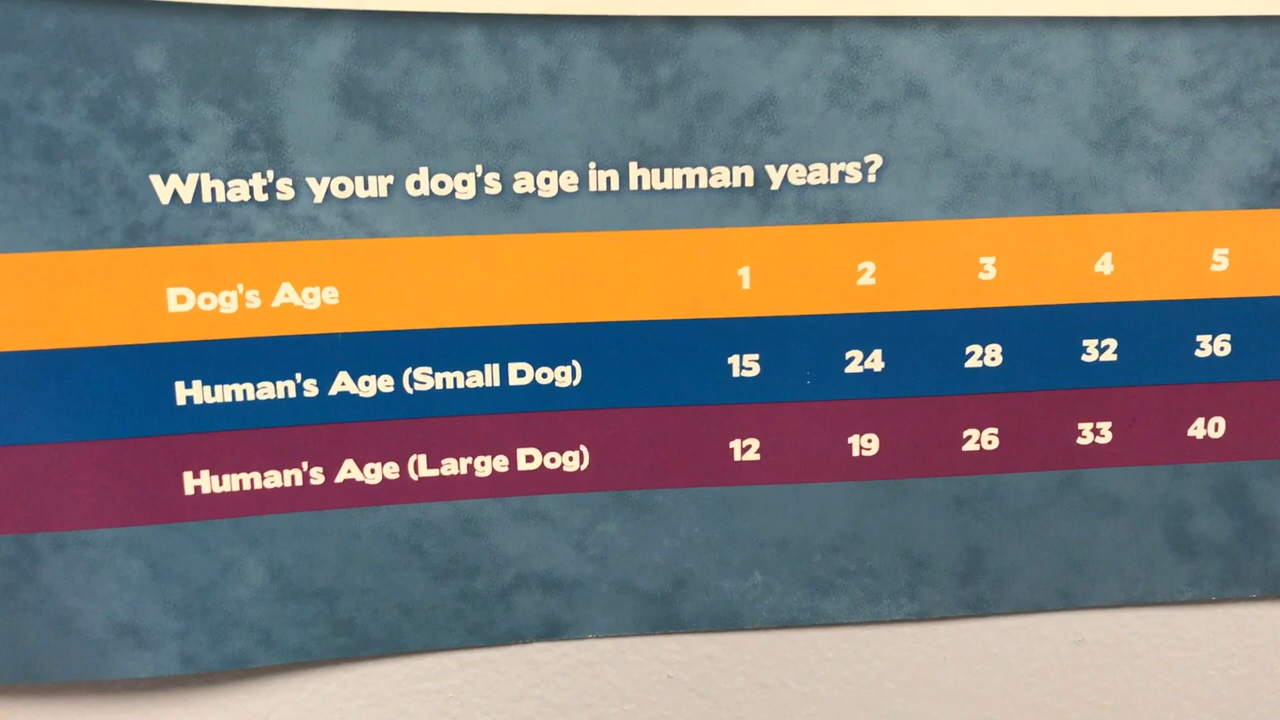 What's your dog's age in human years?
Dog's Age 1 2 3 4 5
Human's Age (Small Dog) 15 24 28 32 36
Human's Age (Large Dog) 12 19 26 33 40